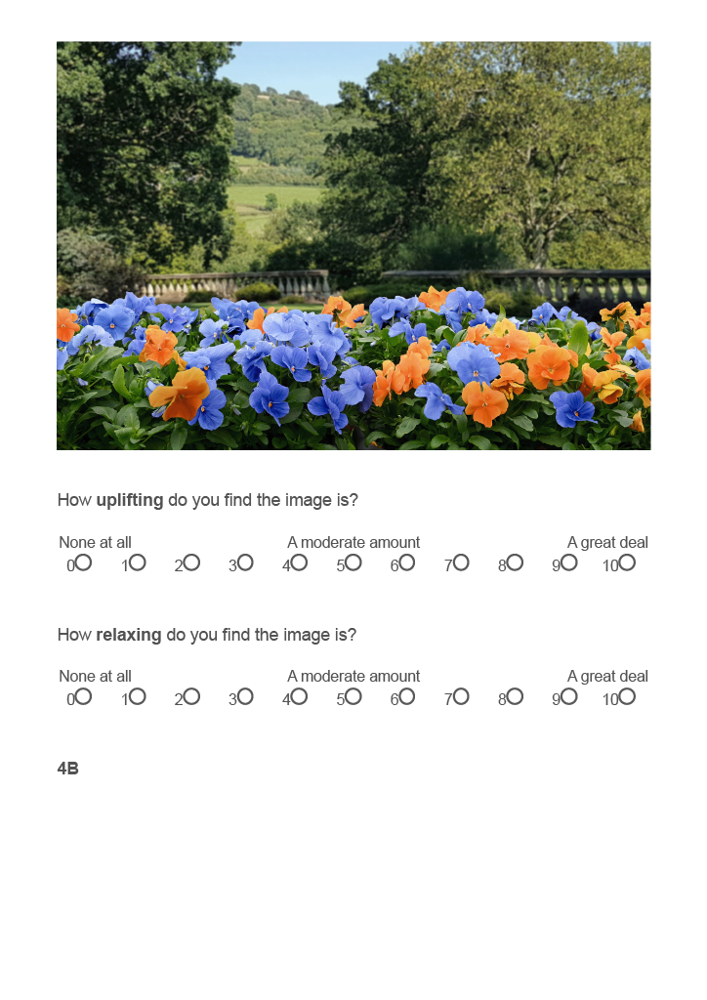 How uplifting do you find the image is?
None at all A moderate amount A great deal
0 1 2 3 4 5 6 7 8 9 10
How relaxing do you find the image is?
None at all A moderate amount A great deal
0 1 2 3 4 5 6 7 8 9 10
4B